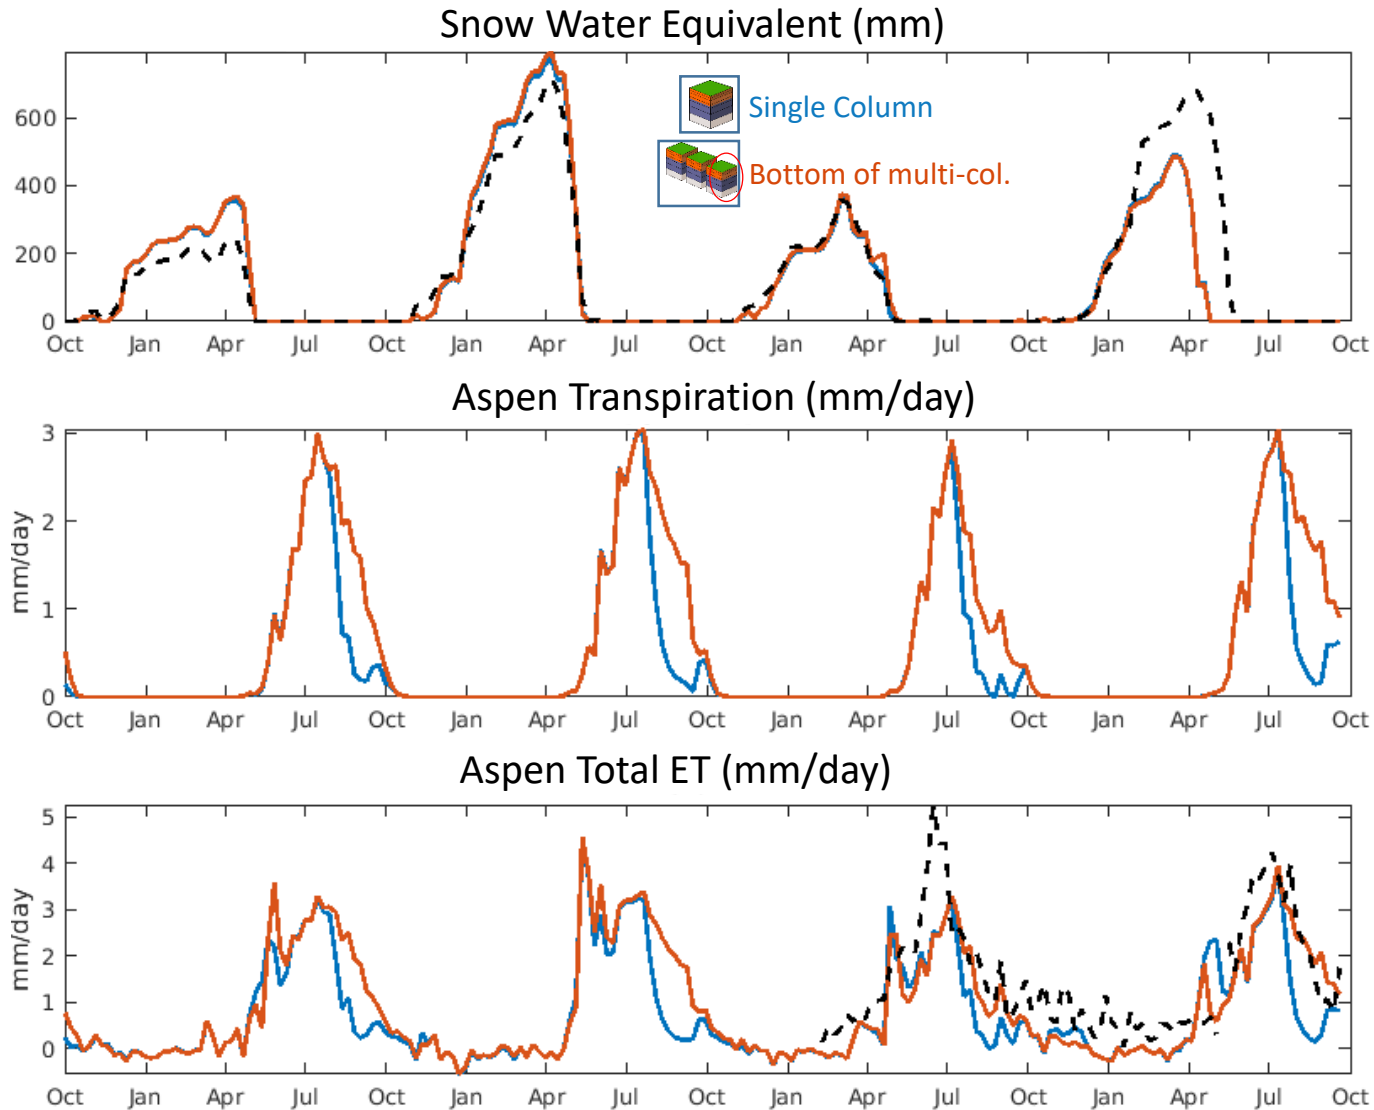 Snow Water Equivalent (mm)
600
400
200
0
Single Column
Bottom of multi-col.
Oct Jan Apr Jul Oct Jan Apr Jul Oct Jan Apr Jul Oct Jan Apr Jul Oct
Aspen Transpiration (mm/day)
3
2
1
0
mm/day
Oct Jan Apr Jul Oct Jan Apr Jul Oct Jan Apr Jul Oct Jan Apr Jul Oct
Aspen Total ET (mm/day)
5
4
3
2
1
0
mm/day
Oct Jan Apr Jul Oct Jan Apr Jul Oct Jan Apr Jul Oct Jan Apr Jul Oct